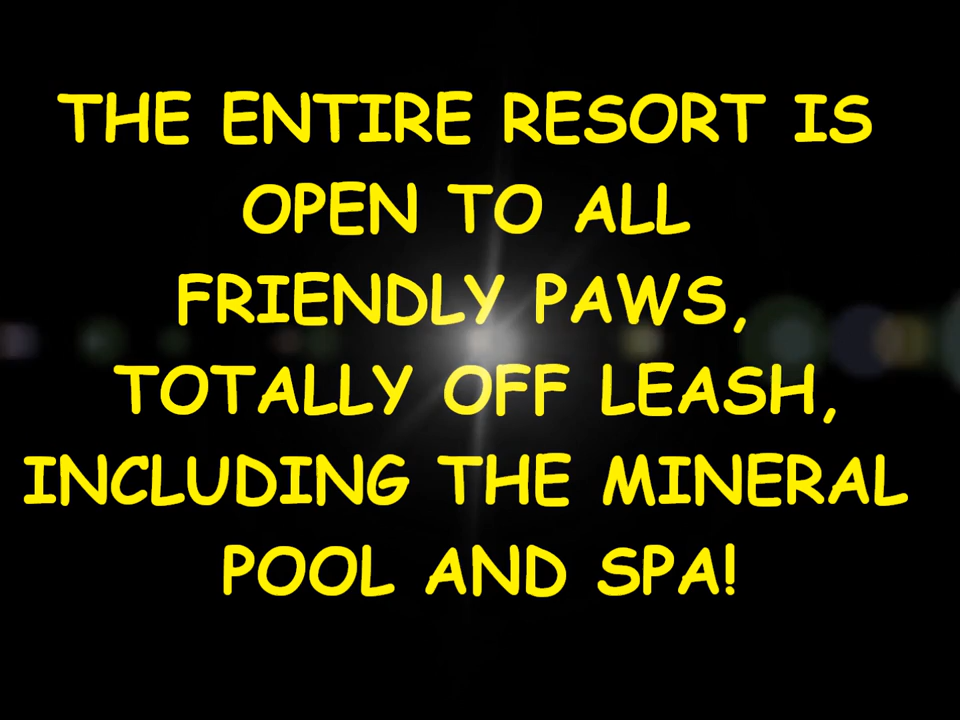 THE ENTIRE RESORT IS
OPEN TO ALL
FRIENDLY PAWS,
TOTALLY OFF LEASH,
INCLUDING THE MINERAL
POOL AND SPA!